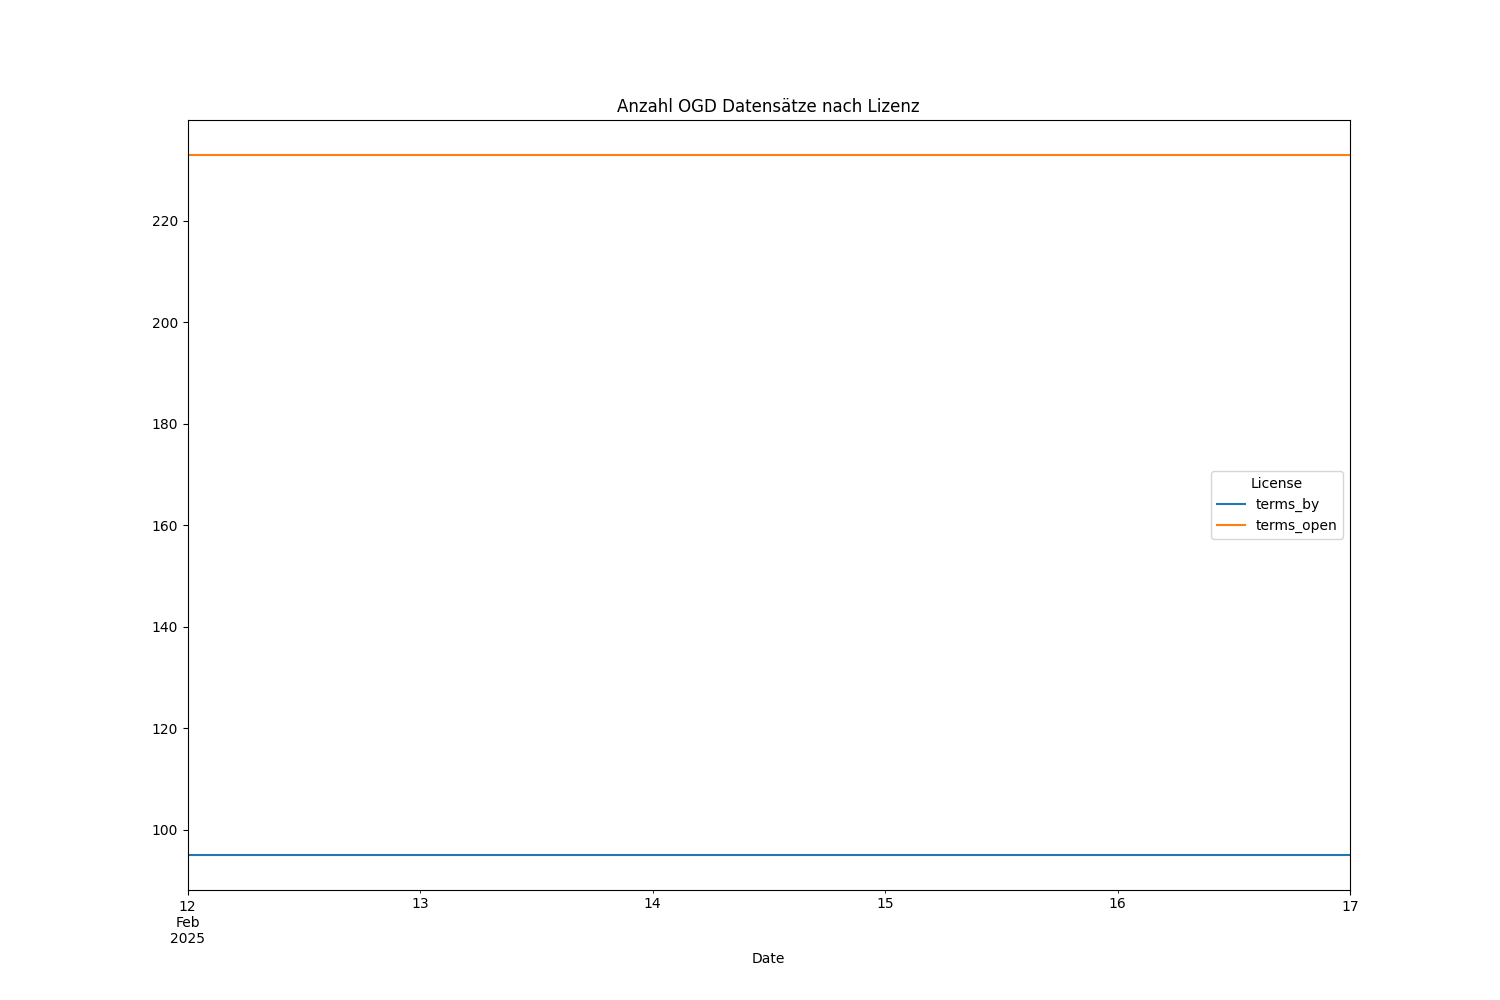 Anzahl OGD Datensätze nach Lizenz
220
200
180
160
140
120
100
License
terms_by
terms_open
12 13 14 15 16 17
Feb
2025
Date